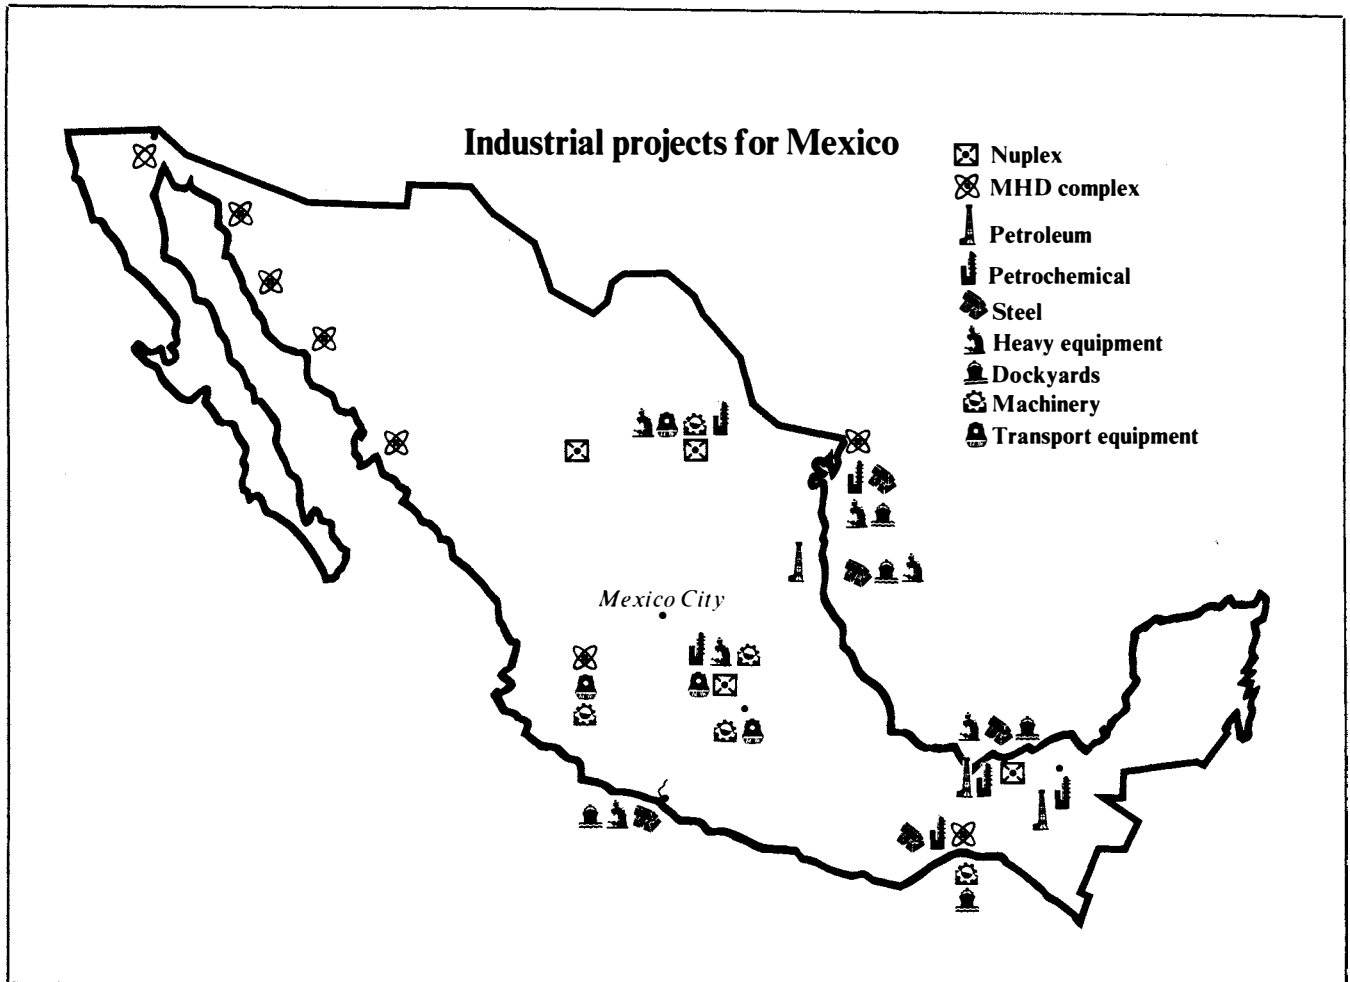 Industrial projects for Mexico
Nuplex
MHD complex
Petroleum
Petrochemical
Steel
Heavy equipment
Dockyards
Machinery
Transport equipment
Mexico City